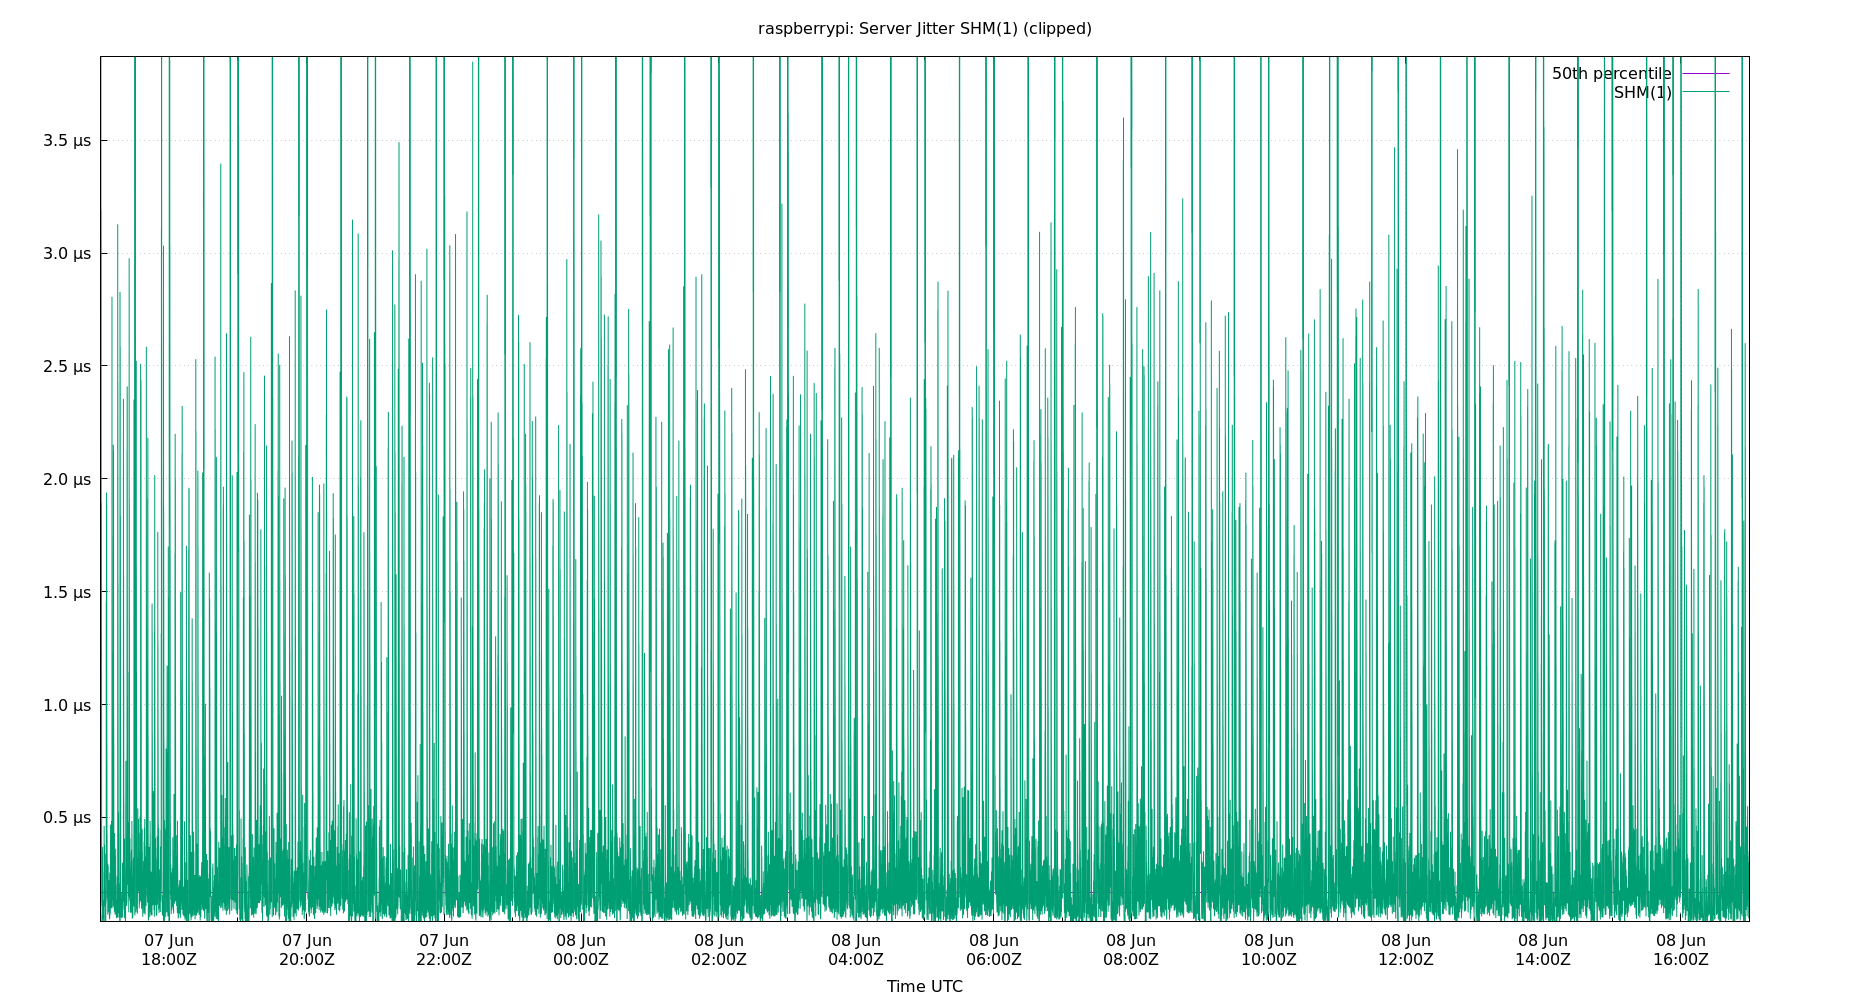 raspberrypi: Server Jitter SHM(1) (clipped)
50th percentile
SHM(1)
3.5 µs
3.0 µs
2.5 µs
2.0 µs
1.5 µs
1.0 µs
0.5 µs
07 Jun 07 Jun 07 Jun 08 Jun 08 Jun 08 Jun 08 Jun 08 Jun 08 Jun 08 Jun 08 Jun 08 Jun
18:00Z 20:00Z 22:00Z 00:00Z 02:00Z 04:00Z 06:00Z 08:00Z 10:00Z 12:00Z 14:00Z 16:00Z
Time UTC